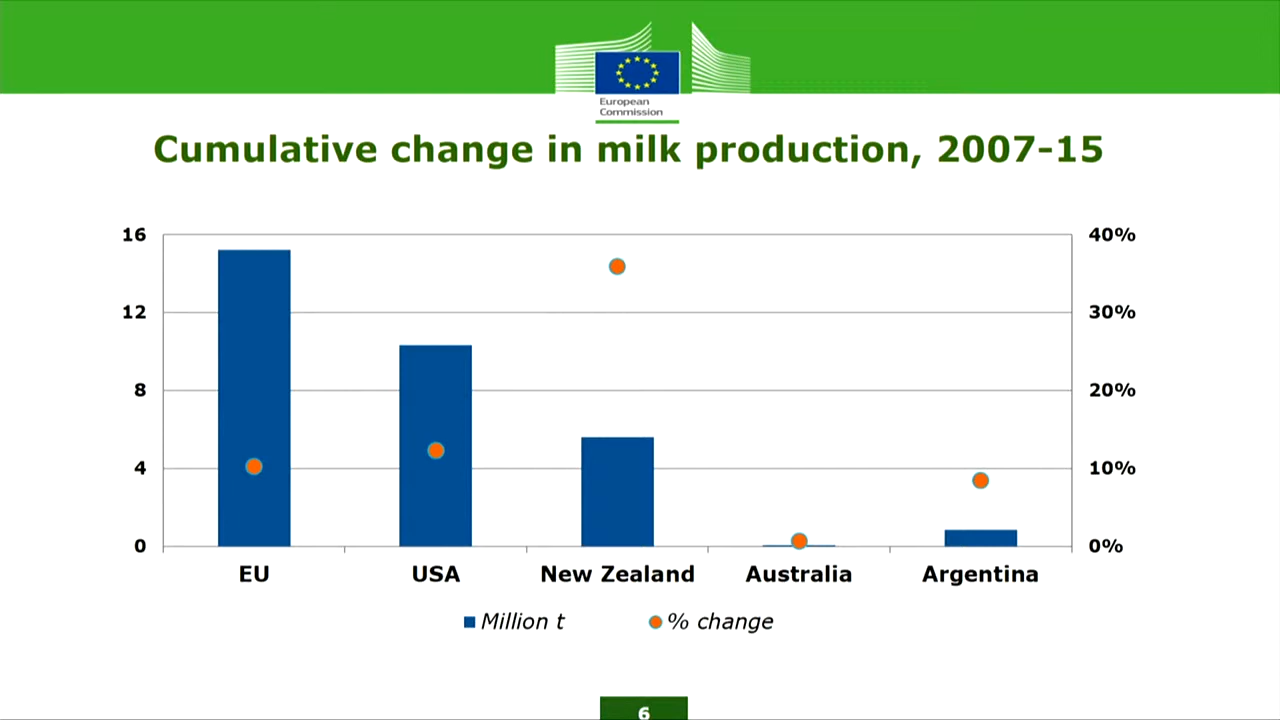 European
Commission
Cumulative change in milk production, 2007-15
16 40%
12 30%
8 20%
4 10%
0 0%
EU USA New Zealand Australia Argentina
Million t % change
6